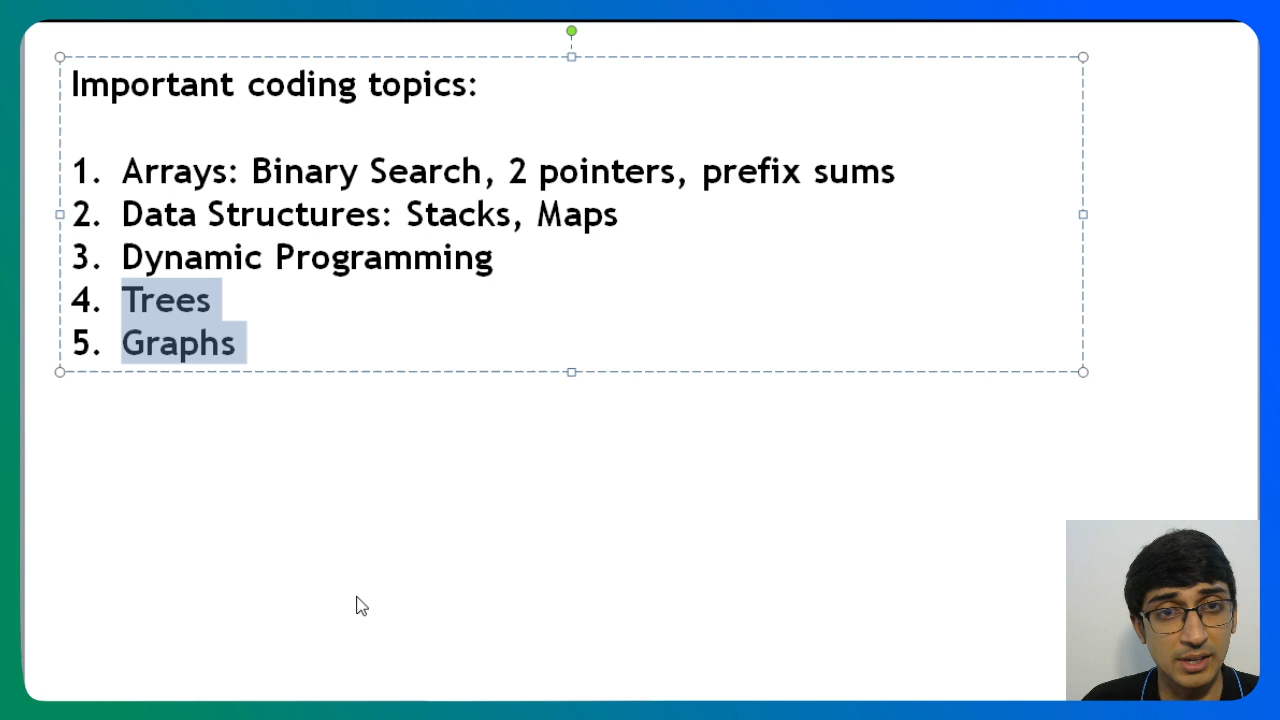 Important coding topics:
1. Arrays: Binary Search, 2 pointers, prefix sums
2. Data Structures: Stacks, Maps
3. Dynamic Programming
4. Trees
5. Graphs